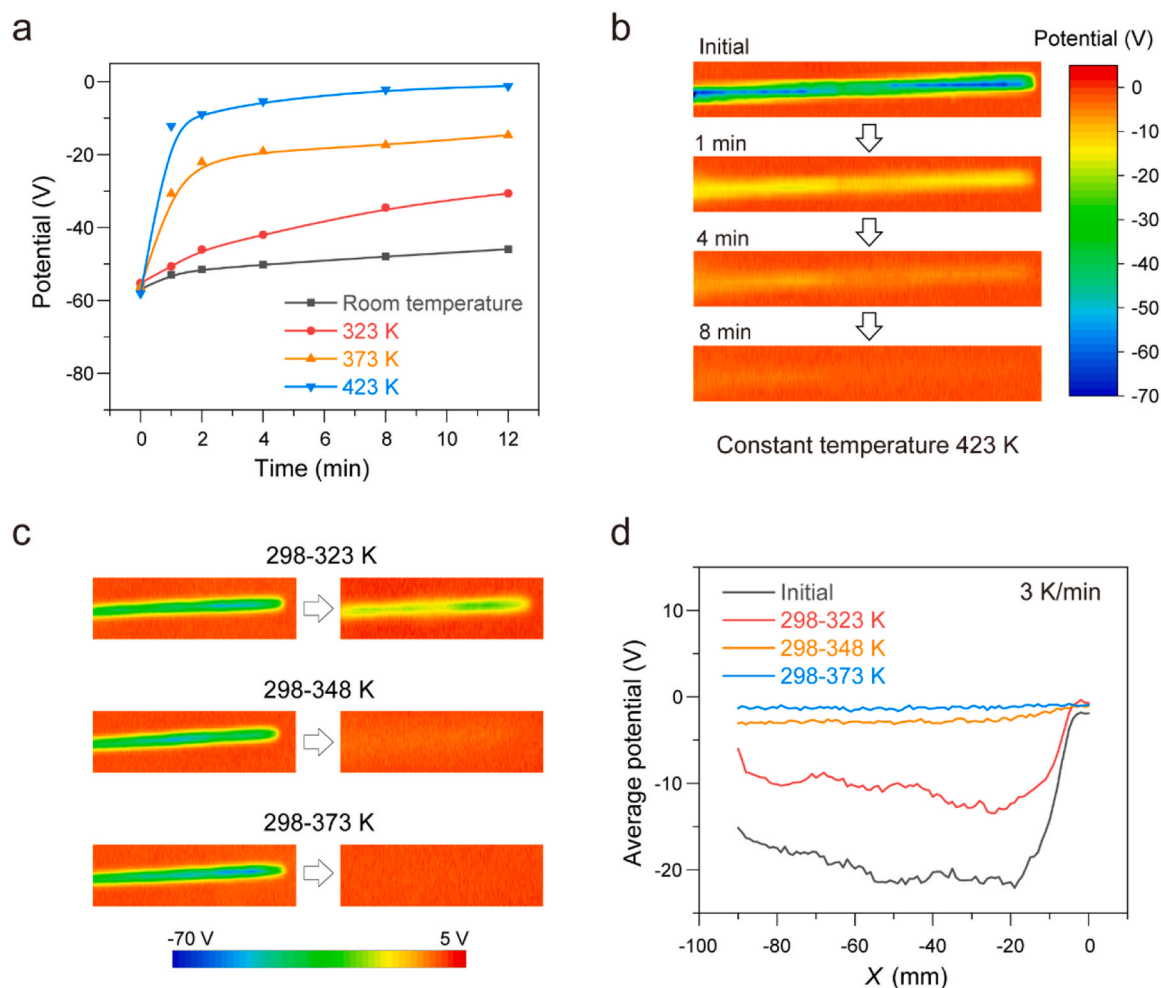 a
0
-20
-40
-60
-80
Potential (V)
0 2 4 6 8 10 12
Time (min)
Room temperature
323 K
373 K
423 K
b
Initial
1 min
4 min
8 min
Constant temperature 423 K
Potential (V)
0
-10
-20
-30
-40
-50
-60
-70
c
298-323 K
298-348 K
298-373 K
-70 V 5 V
d
10
0
-10
-20
Average potential (V)
Initial
298-323 K
298-348 K
298-373 K
3 K/min
-100 -80 -60 -40 -20 0
X (mm)